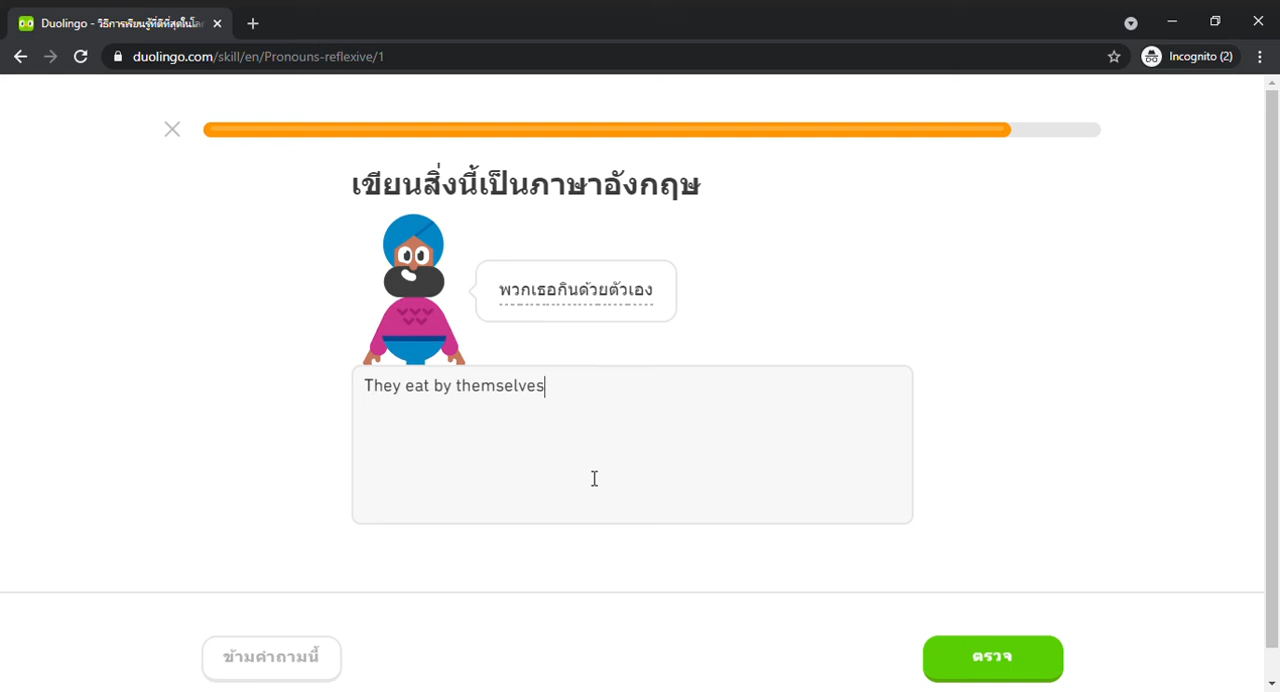 Duolingo - วิธีการเรียนรู้ที่ดีที่สุดในโล
duolingo.com/skill/en/Pronouns-reflexive/1
Incognito (2)
เขียนสิ่งนี้เป็นภาษาอังกฤษ
พวกเธอกินด้วยตัวเอง
They eat by themselves
ข้ามคำถามนี้
ตรวจ